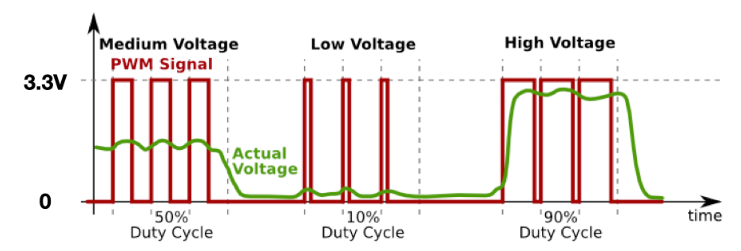 Medium Voltage
PWM Signal
Low Voltage
High Voltage
3.3V
Actual
Voltage
0
50%
Duty Cycle
10%
Duty Cycle
90%
Duty Cycle
time